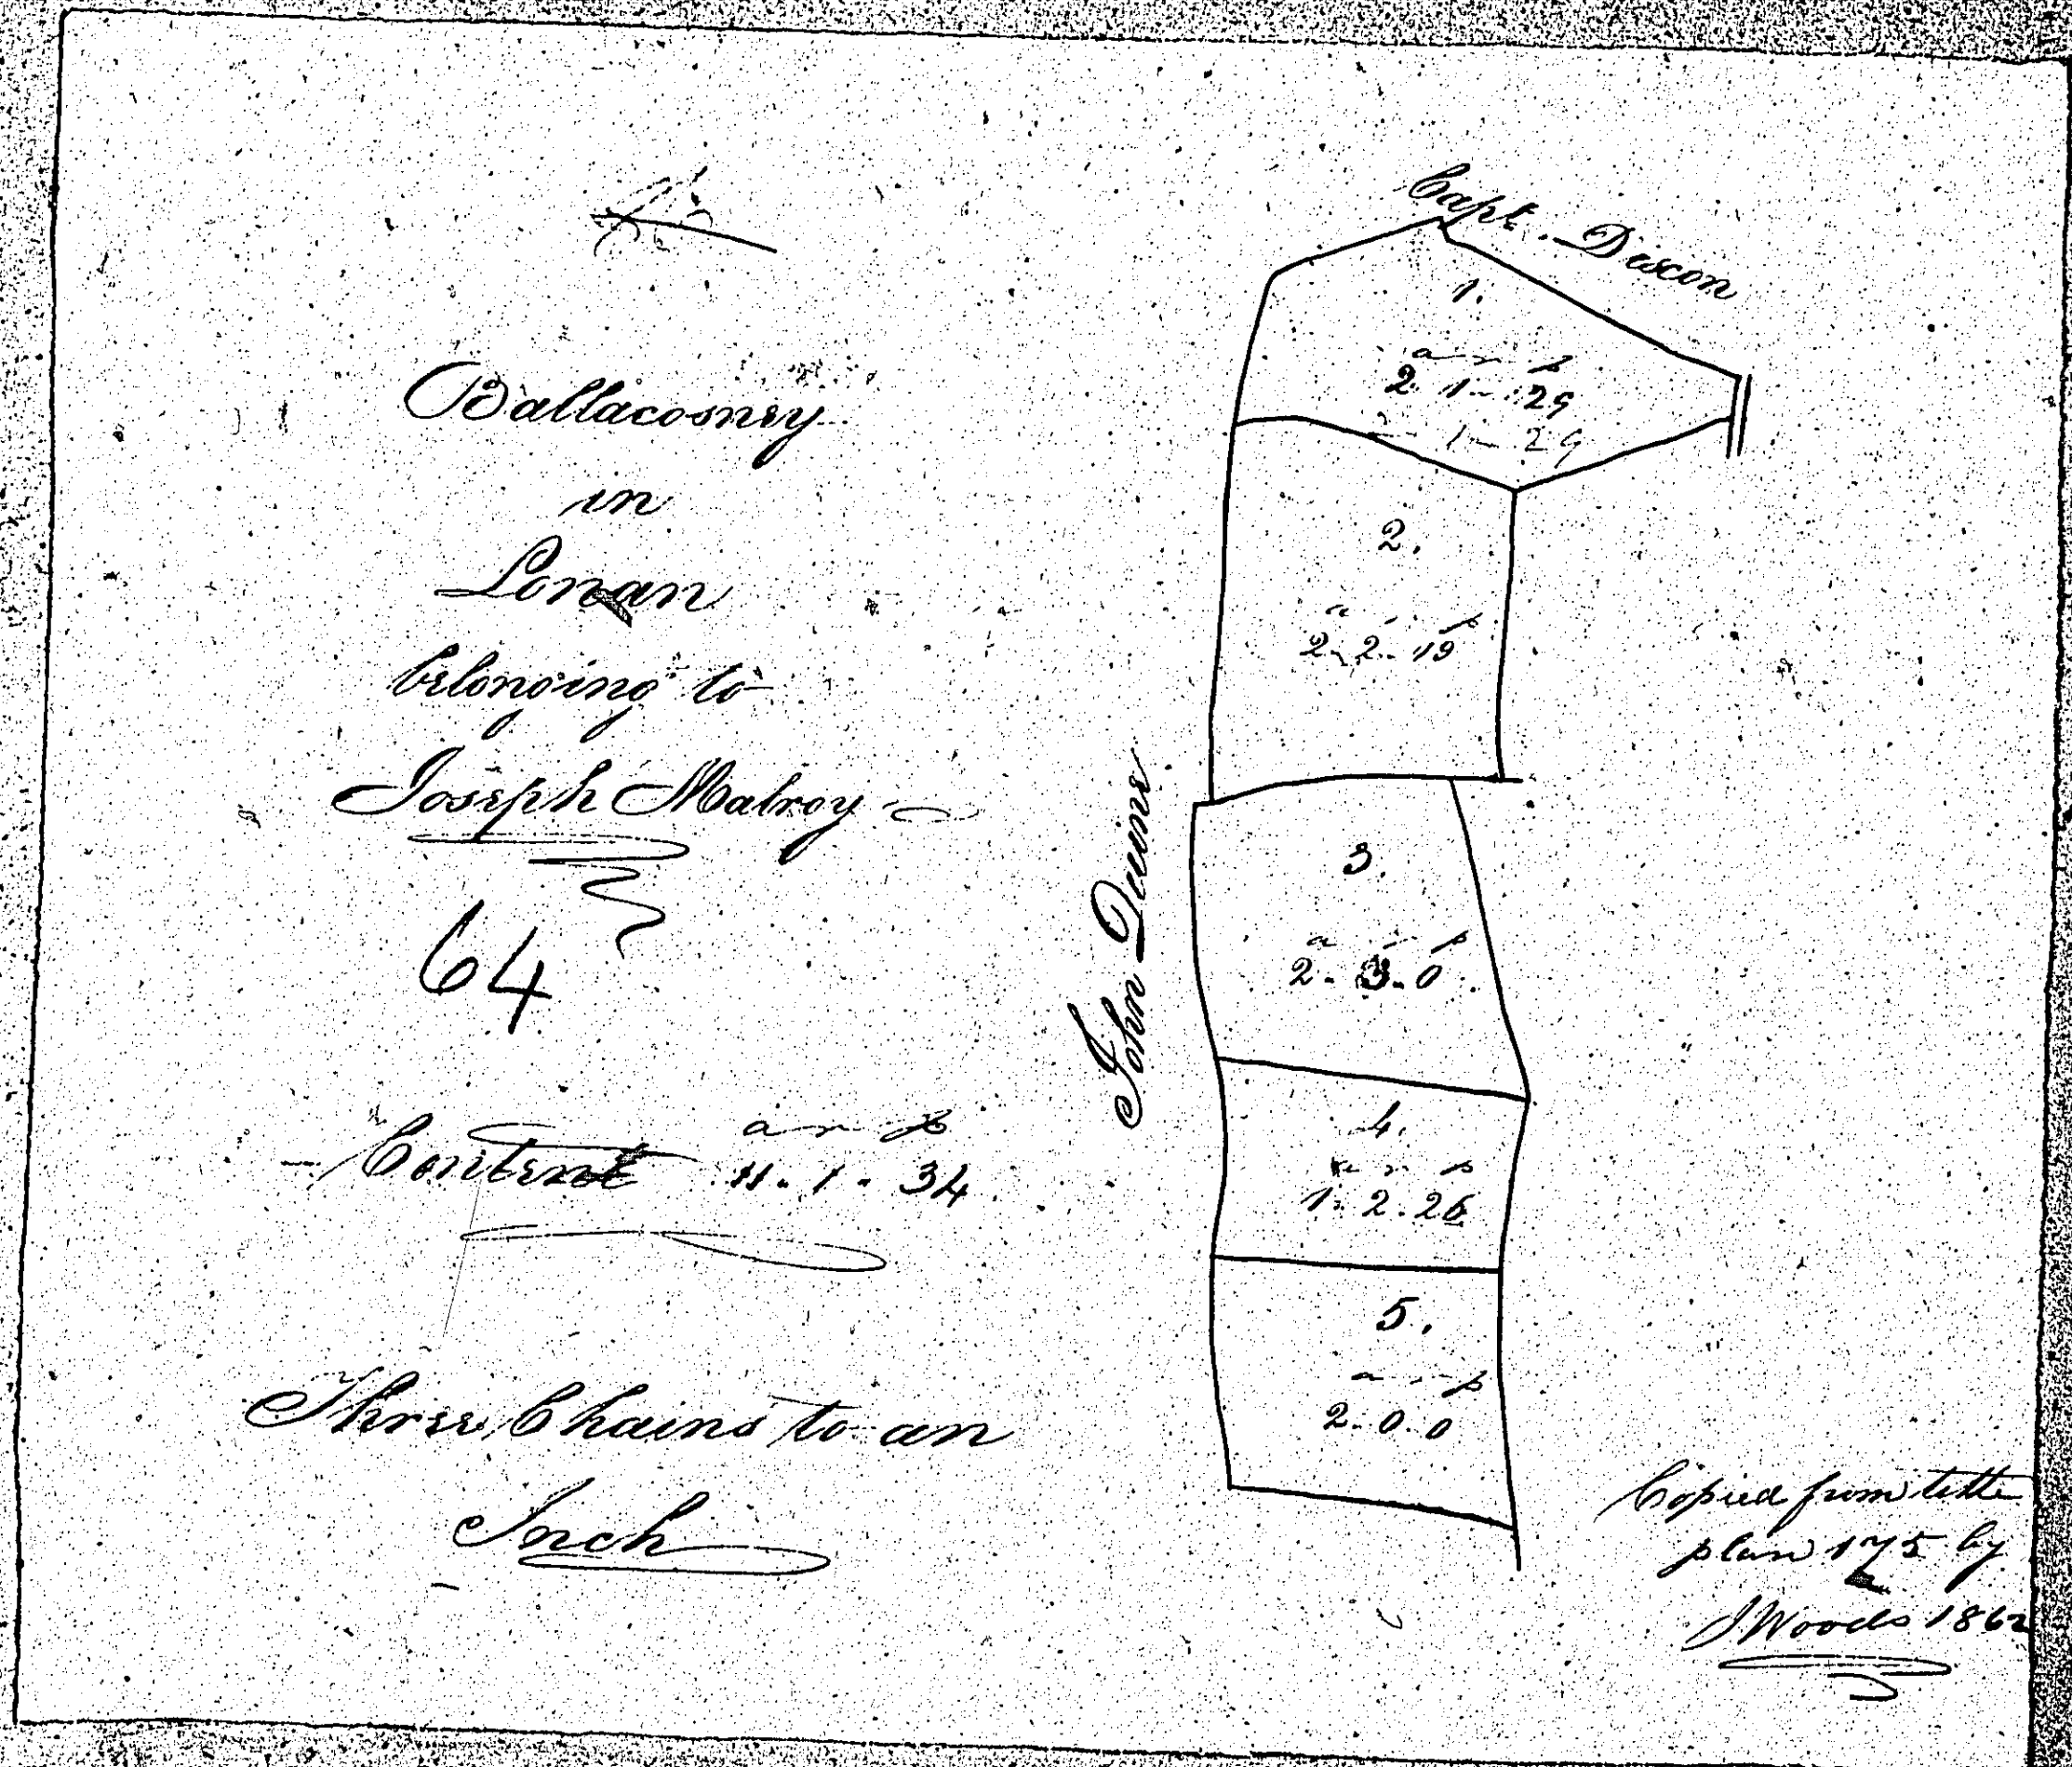 Ballacosney
in
Lonan
belonging to
Joseph Malroy
64
a r p
Content 11. 1. 34
Three Chains to an
Inch
Capt. Discon
1.
a r p
2 1 29
2 1 29
2.
a r p
2. 2. 19
John Quine
3.
a r p
2. 3. 0
4.
a r p
1. 2. 26
5.
a r p
2. 0. 0
Copied from tithe
plan 175 by
J Woods 1862